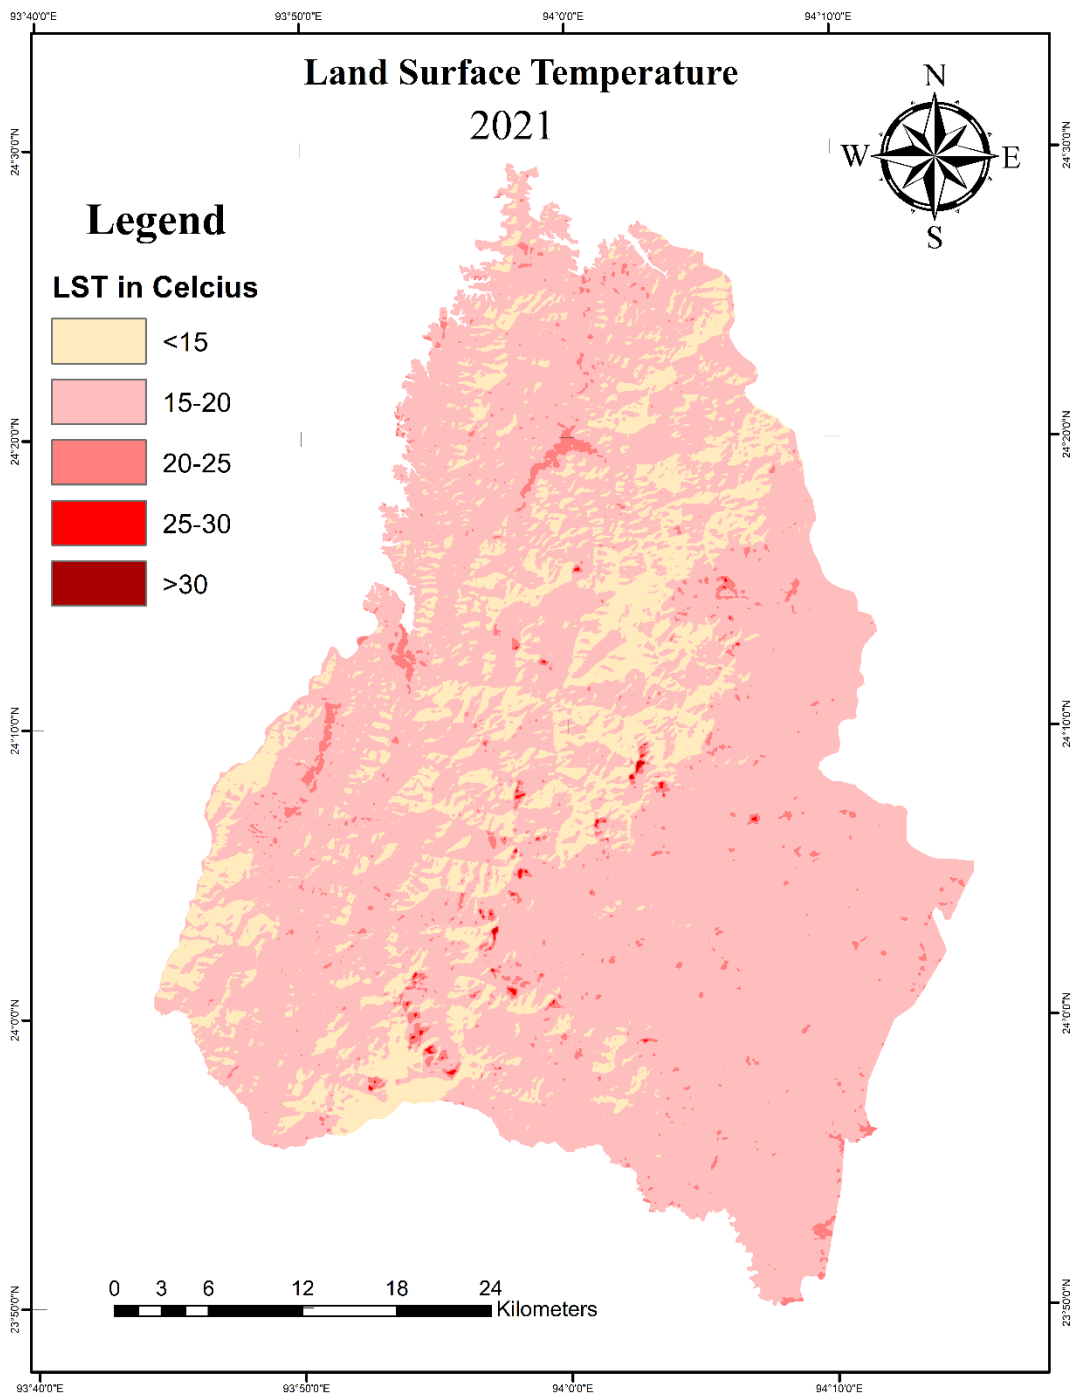 93°40'0"E 93°50'0"E 94°0'0"E 94°10'0"E
Land Surface Temperature
2021
N
W E
S
24°30'0"N 24°30'0"N
Legend
LST in Celcius
<15
15-20
20-25
25-30
>30
24°20'0"N 24°20'0"N
24°10'0"N 24°10'0"N
24°0'0"N 24°0'0"N
0 3 6 12 18 24
Kilometers
23°50'0"N 23°50'0"N
93°40'0"E 93°50'0"E 94°0'0"E 94°10'0"E